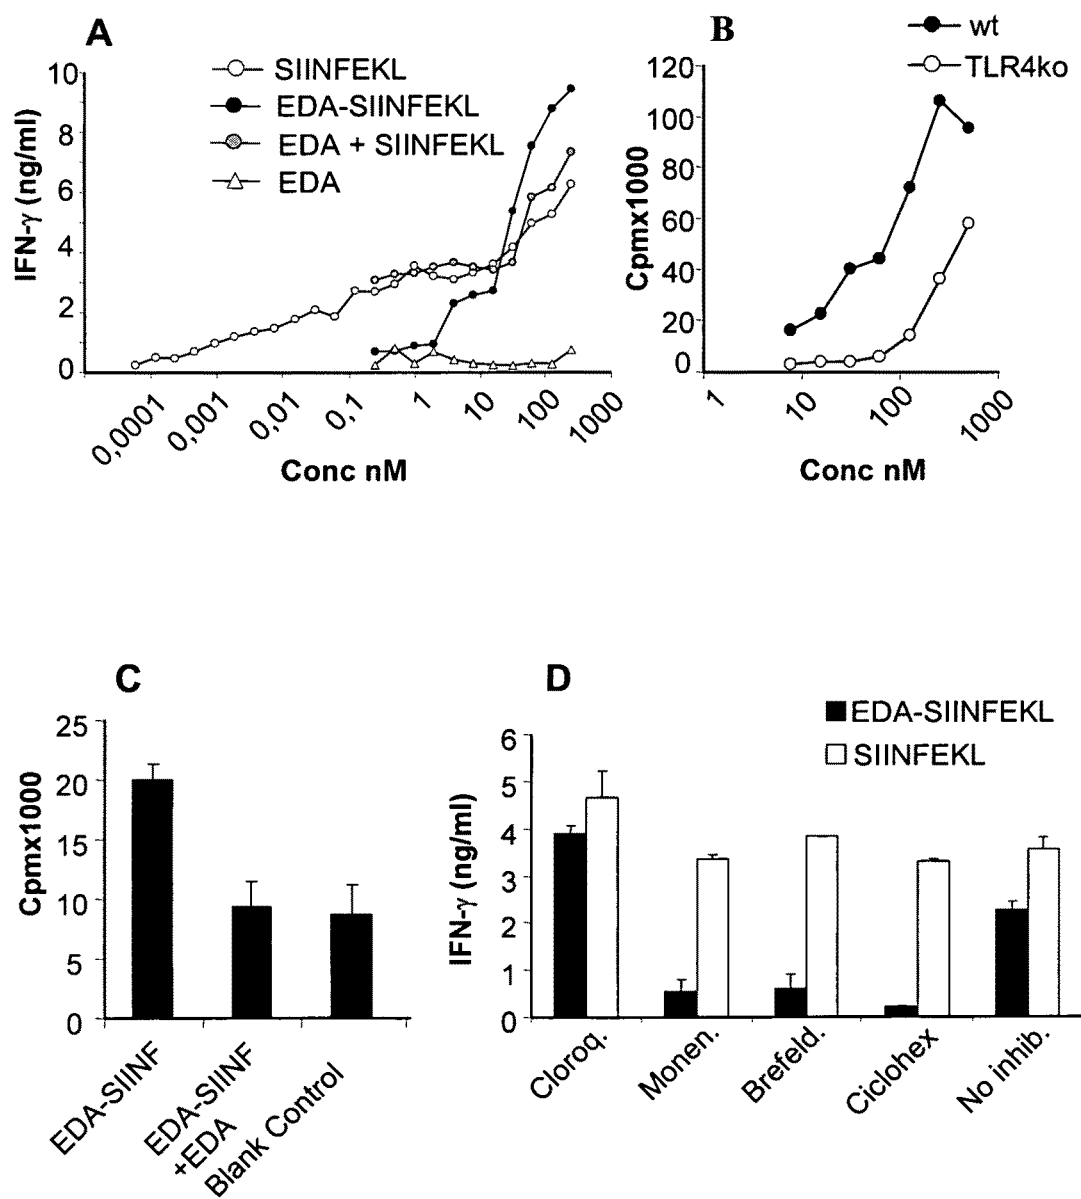 A
IFN-γ (ng/ml)
10
8
6
4
2
0
SIINFEKL
EDA-SIINFEKL
EDA + SIINFEKL
EDA
0,0001
0,001
0,01
0,1
1
10
100
1000
Conc nM
B
wt
TLR4ko
Cpmx1000
120
100
80
60
40
20
0
1
10
100
1000
Conc nM
C
Cpmx1000
25
20
15
10
5
0
EDA-SIINF
EDA-SIINF
+EDA
Blank Control
D
EDA-SIINFEKL
SIINFEKL
IFN-γ (ng/ml)
6
5
4
3
2
1
0
Cloroq.
Monen.
Brefeld.
Ciclohex
No inhib.